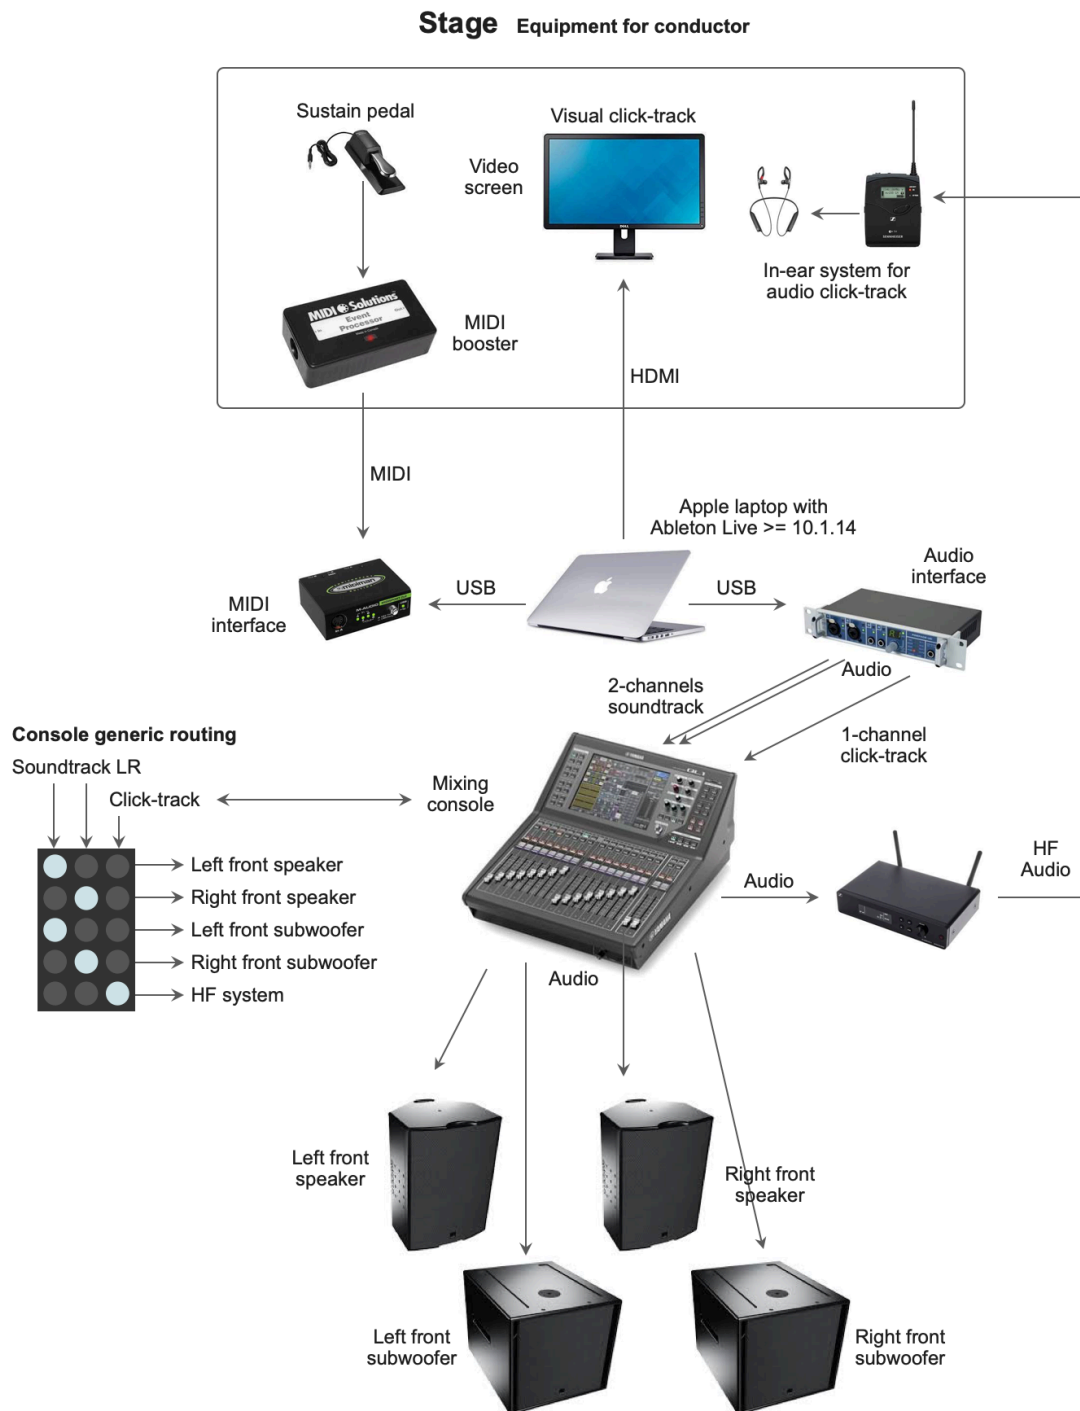 Stage Equipment for conductor
Sustain pedal
Visual click-track
Video
screen
In-ear system for
audio click-track
MIDI Solutions
Event
Processor
MIDI
booster
HDMI
MIDI
Apple laptop with
Ableton Live >= 10.1.14
Audio
interface
USB
USB
MIDI
interface
Audio
2-channels
soundtrack
1-channel
click-track
Console generic routing
Soundtrack LR
Click-track
Mixing
console
Left front speaker
Right front speaker
Left front subwoofer
Right front subwoofer
HF system
Audio
HF
Audio
YAMAHA
Audio
Left front
speaker
Right front
speaker
Left front
subwoofer
Right front
subwoofer